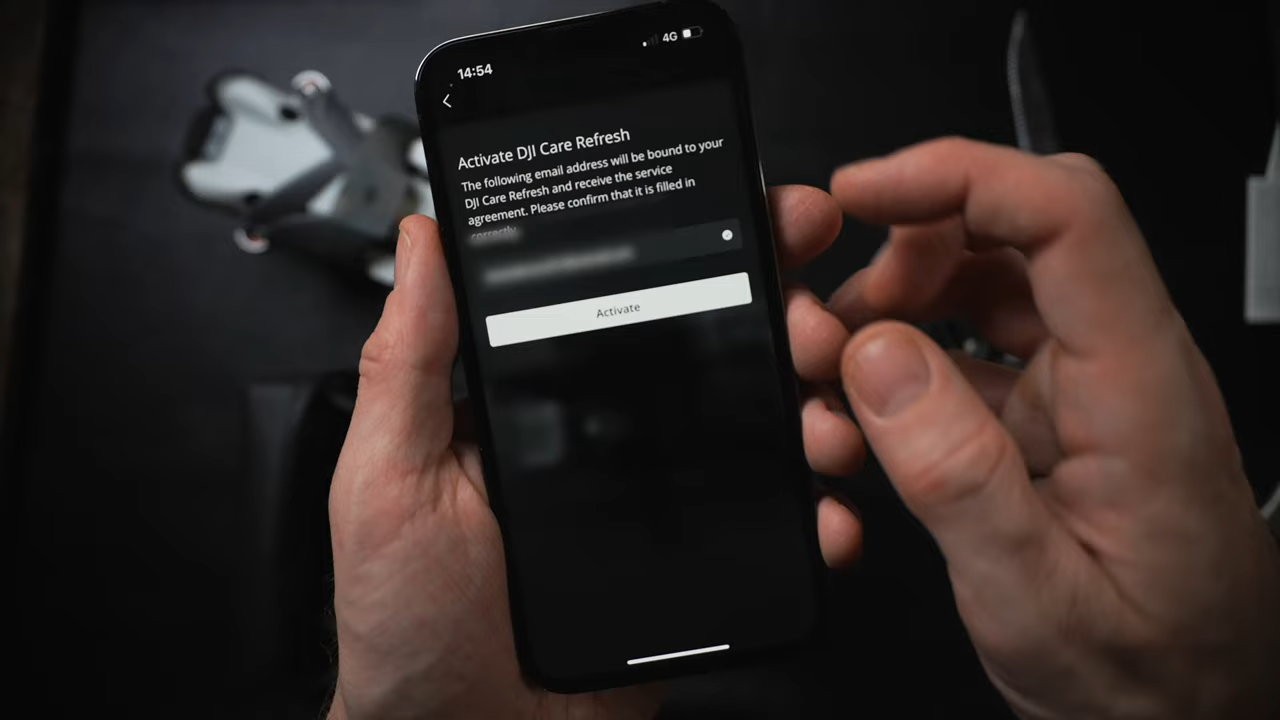 14:54
4G
Activate DJI Care Refresh
The following email address will be bound to your
DJI Care Refresh and receive the service
agreement. Please confirm that it is filled in
correctly.
Activate